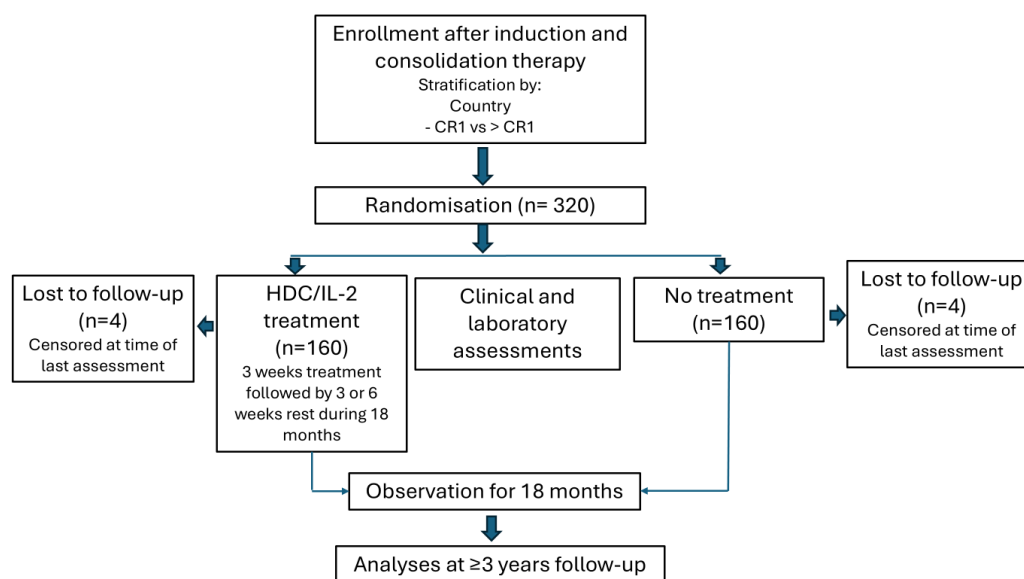 Enrollment after induction and
consolidation therapy
Stratification by:
Country
- CR1 vs > CR1
Randomisation (n= 320)
Lost to follow-up
(n=4)
Censored at time of
last assessment
HDC/IL-2
treatment
(n=160)
3 weeks treatment
followed by 3 or 6
weeks rest during 18
months
Clinical and
laboratory
assessments
No treatment
(n=160)
Lost to follow-up
(n=4)
Censored at time of
last assessment
Observation for 18 months
Analyses at ≥3 years follow-up